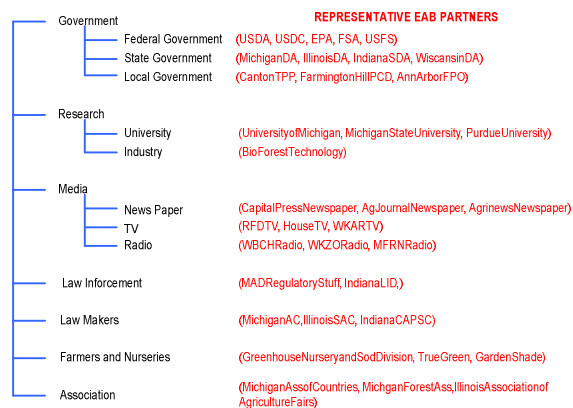 REPRESENTATIVE EAB PARTNERS
Government
Federal Government (USDA, USDC, EPA, FSA, USFS)
State Government (MichiganDA, IllinoisDA, IndianaSDA, WiscansinDA)
Local Government (CantonTPP, FarmingtonHillPCD, AnnArborFPO)
Research
University (UniversityofMichigan, MichiganStateUniversity, PurdueUniversity)
Industry (BioForestTechnology)
Media
News Paper (CapitalPressNewspaper, AgJournalNewspaper, AgrinewsNewspaper)
TV (RFDTV, HouseTV, WKARTV)
Radio (WBCHRadio, WKZORadio, MFRNRadio)
Law Inforcement (MADRegulatoryStuff, IndianaLID,)
Law Makers (MichiganAC,IllinoisSAC, IndianaCAPSC)
Farmers and Nurseries (GreenhouseNurseryandSodDivision, TrueGreen, GardenShade)
Association (MichiganAssofCountries, MichganForestAss,IllinoisAssociationof
AgricultureFairs)